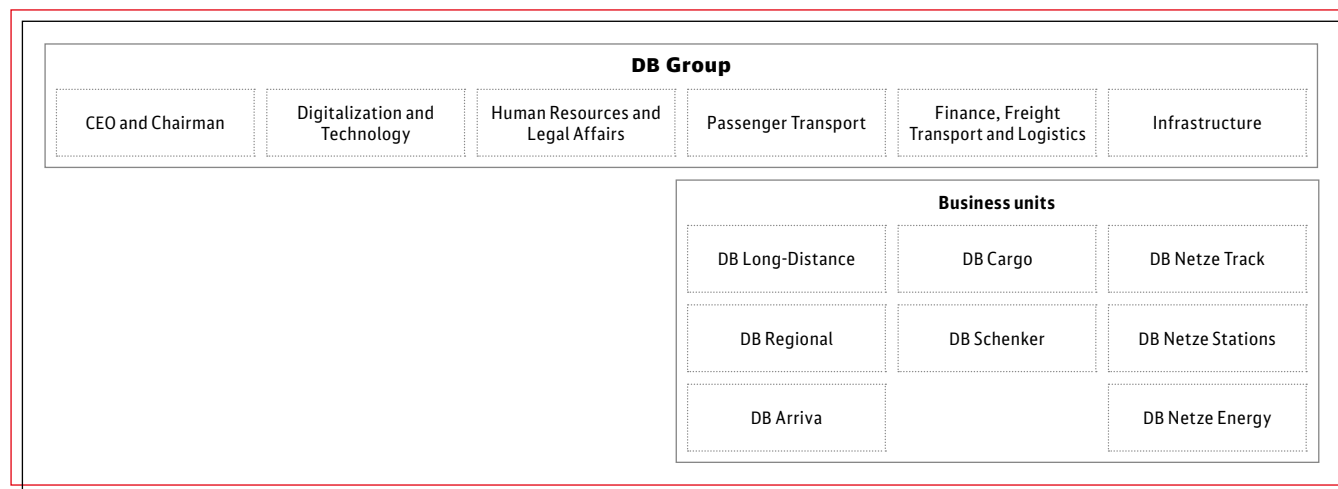 DB Group
CEO and Chairman
Digitalization and
Technology
Human Resources and
Legal Affairs
Passenger Transport
Finance, Freight
Transport and Logistics
Infrastructure
Business units
DB Long-Distance
DB Cargo
DB Netze Track
DB Regional
DB Schenker
DB Netze Stations
DB Arriva
DB Netze Energy